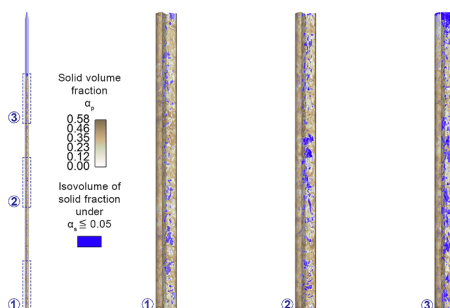 Solid volume
fraction
αp
0.58
0.46
0.35
0.23
0.12
0.00
Isovolume of
solid fraction
under
αs ≦ 0.05
③
②
①
①
②
③